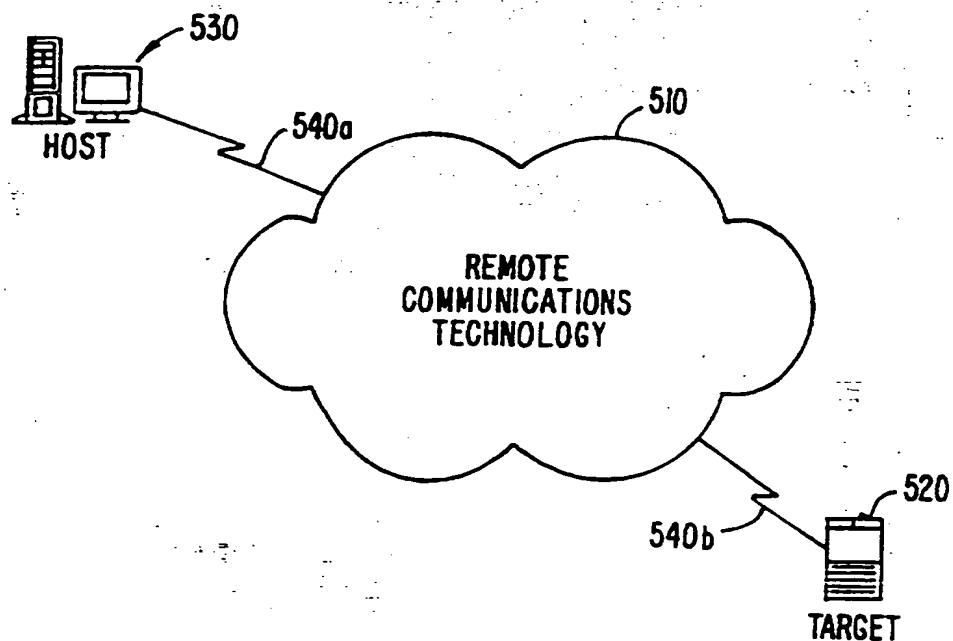 530
HOST
540a
510
REMOTE
COMMUNICATIONS
TECHNOLOGY
540b
520
TARGET